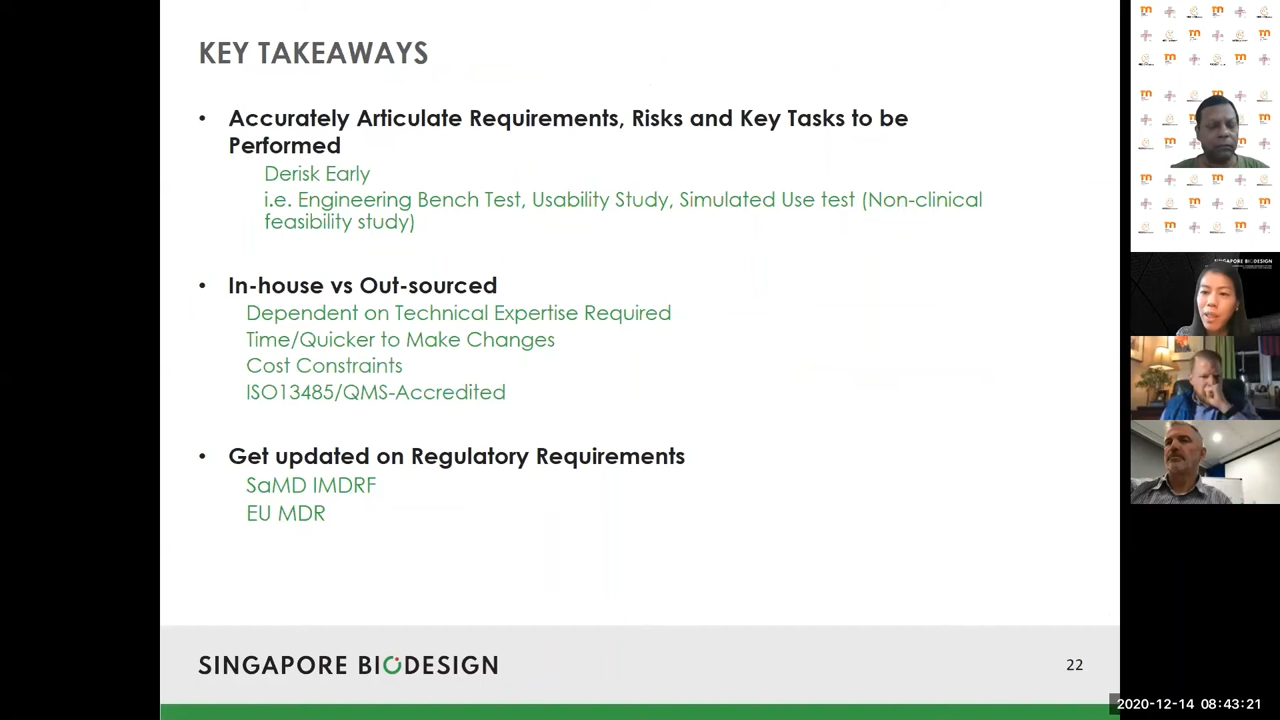 KEY TAKEAWAYS
• Accurately Articulate Requirements, Risks and Key Tasks to be
Performed
Derisk Early
i.e. Engineering Bench Test, Usability Study, Simulated Use test (Non-clinical
feasibility study)
• In-house vs Out-sourced
Dependent on Technical Expertise Required
Time/Quicker to Make Changes
Cost Constraints
ISO13485/QMS-Accredited
• Get updated on Regulatory Requirements
SaMD IMDRF
EU MDR
SINGAPORE BIODESIGN
22
SINGAPORE BIODESIGN
2020-12-14 08:43:21